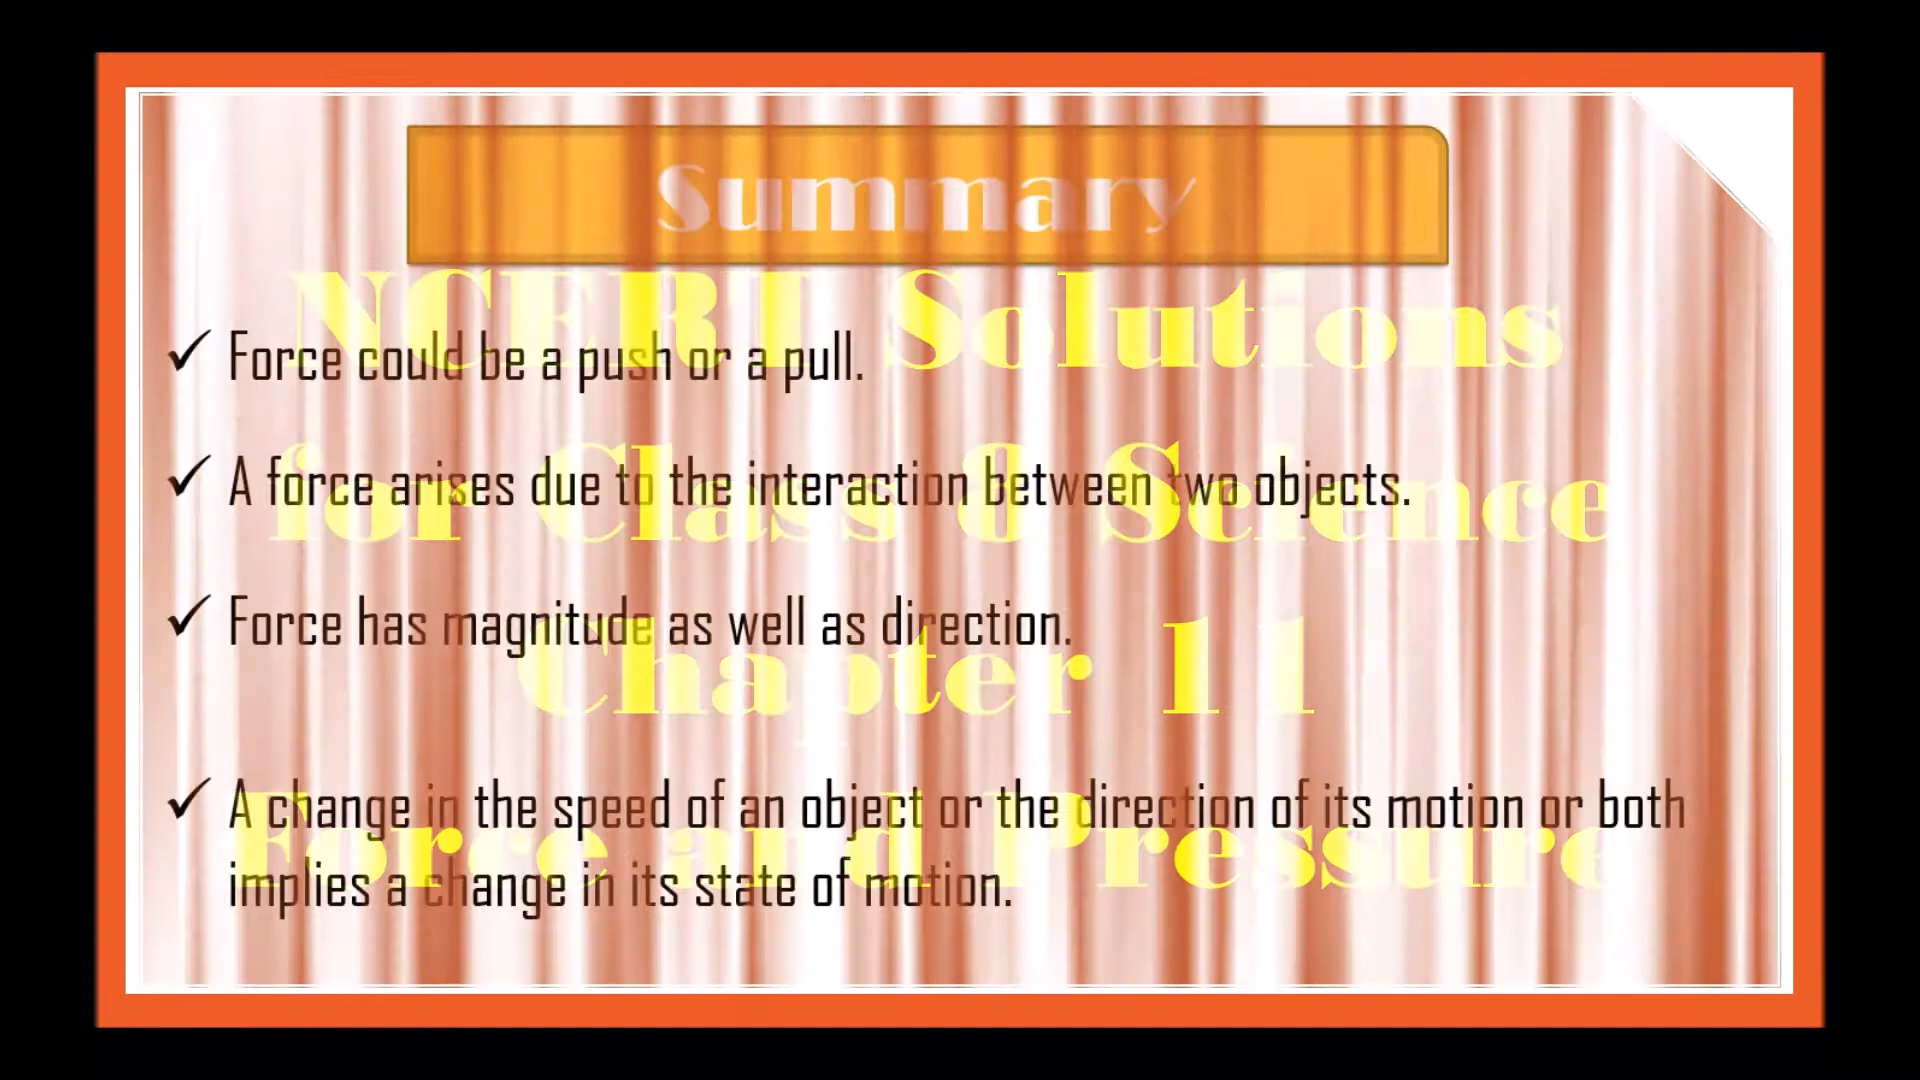 Summary
NCERT Solutions
for Class 8 Science
Chapter 11
Force and Pressure
✓ Force could be a push or a pull.
✓ A force arises due to the interaction between two objects.
✓ Force has magnitude as well as direction.
✓ A change in the speed of an object or the direction of its motion or both
implies a change in its state of motion.